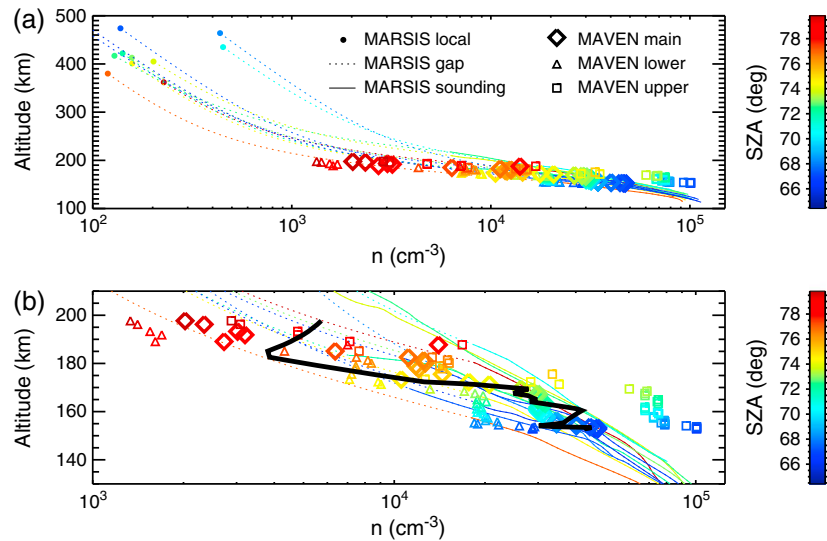 (a)
500
400
300
200
100
Altitude (km)
MARSIS local
MARSIS gap
MARSIS sounding
MAVEN main
MAVEN lower
MAVEN upper
10²
10³
10⁴
10⁵
n (cm⁻³)
78
76
74
72
70
68
66
SZA (deg)
(b)
200
180
160
140
Altitude (km)
10³
10⁴
10⁵
n (cm⁻³)
78
76
74
72
70
68
66
SZA (deg)